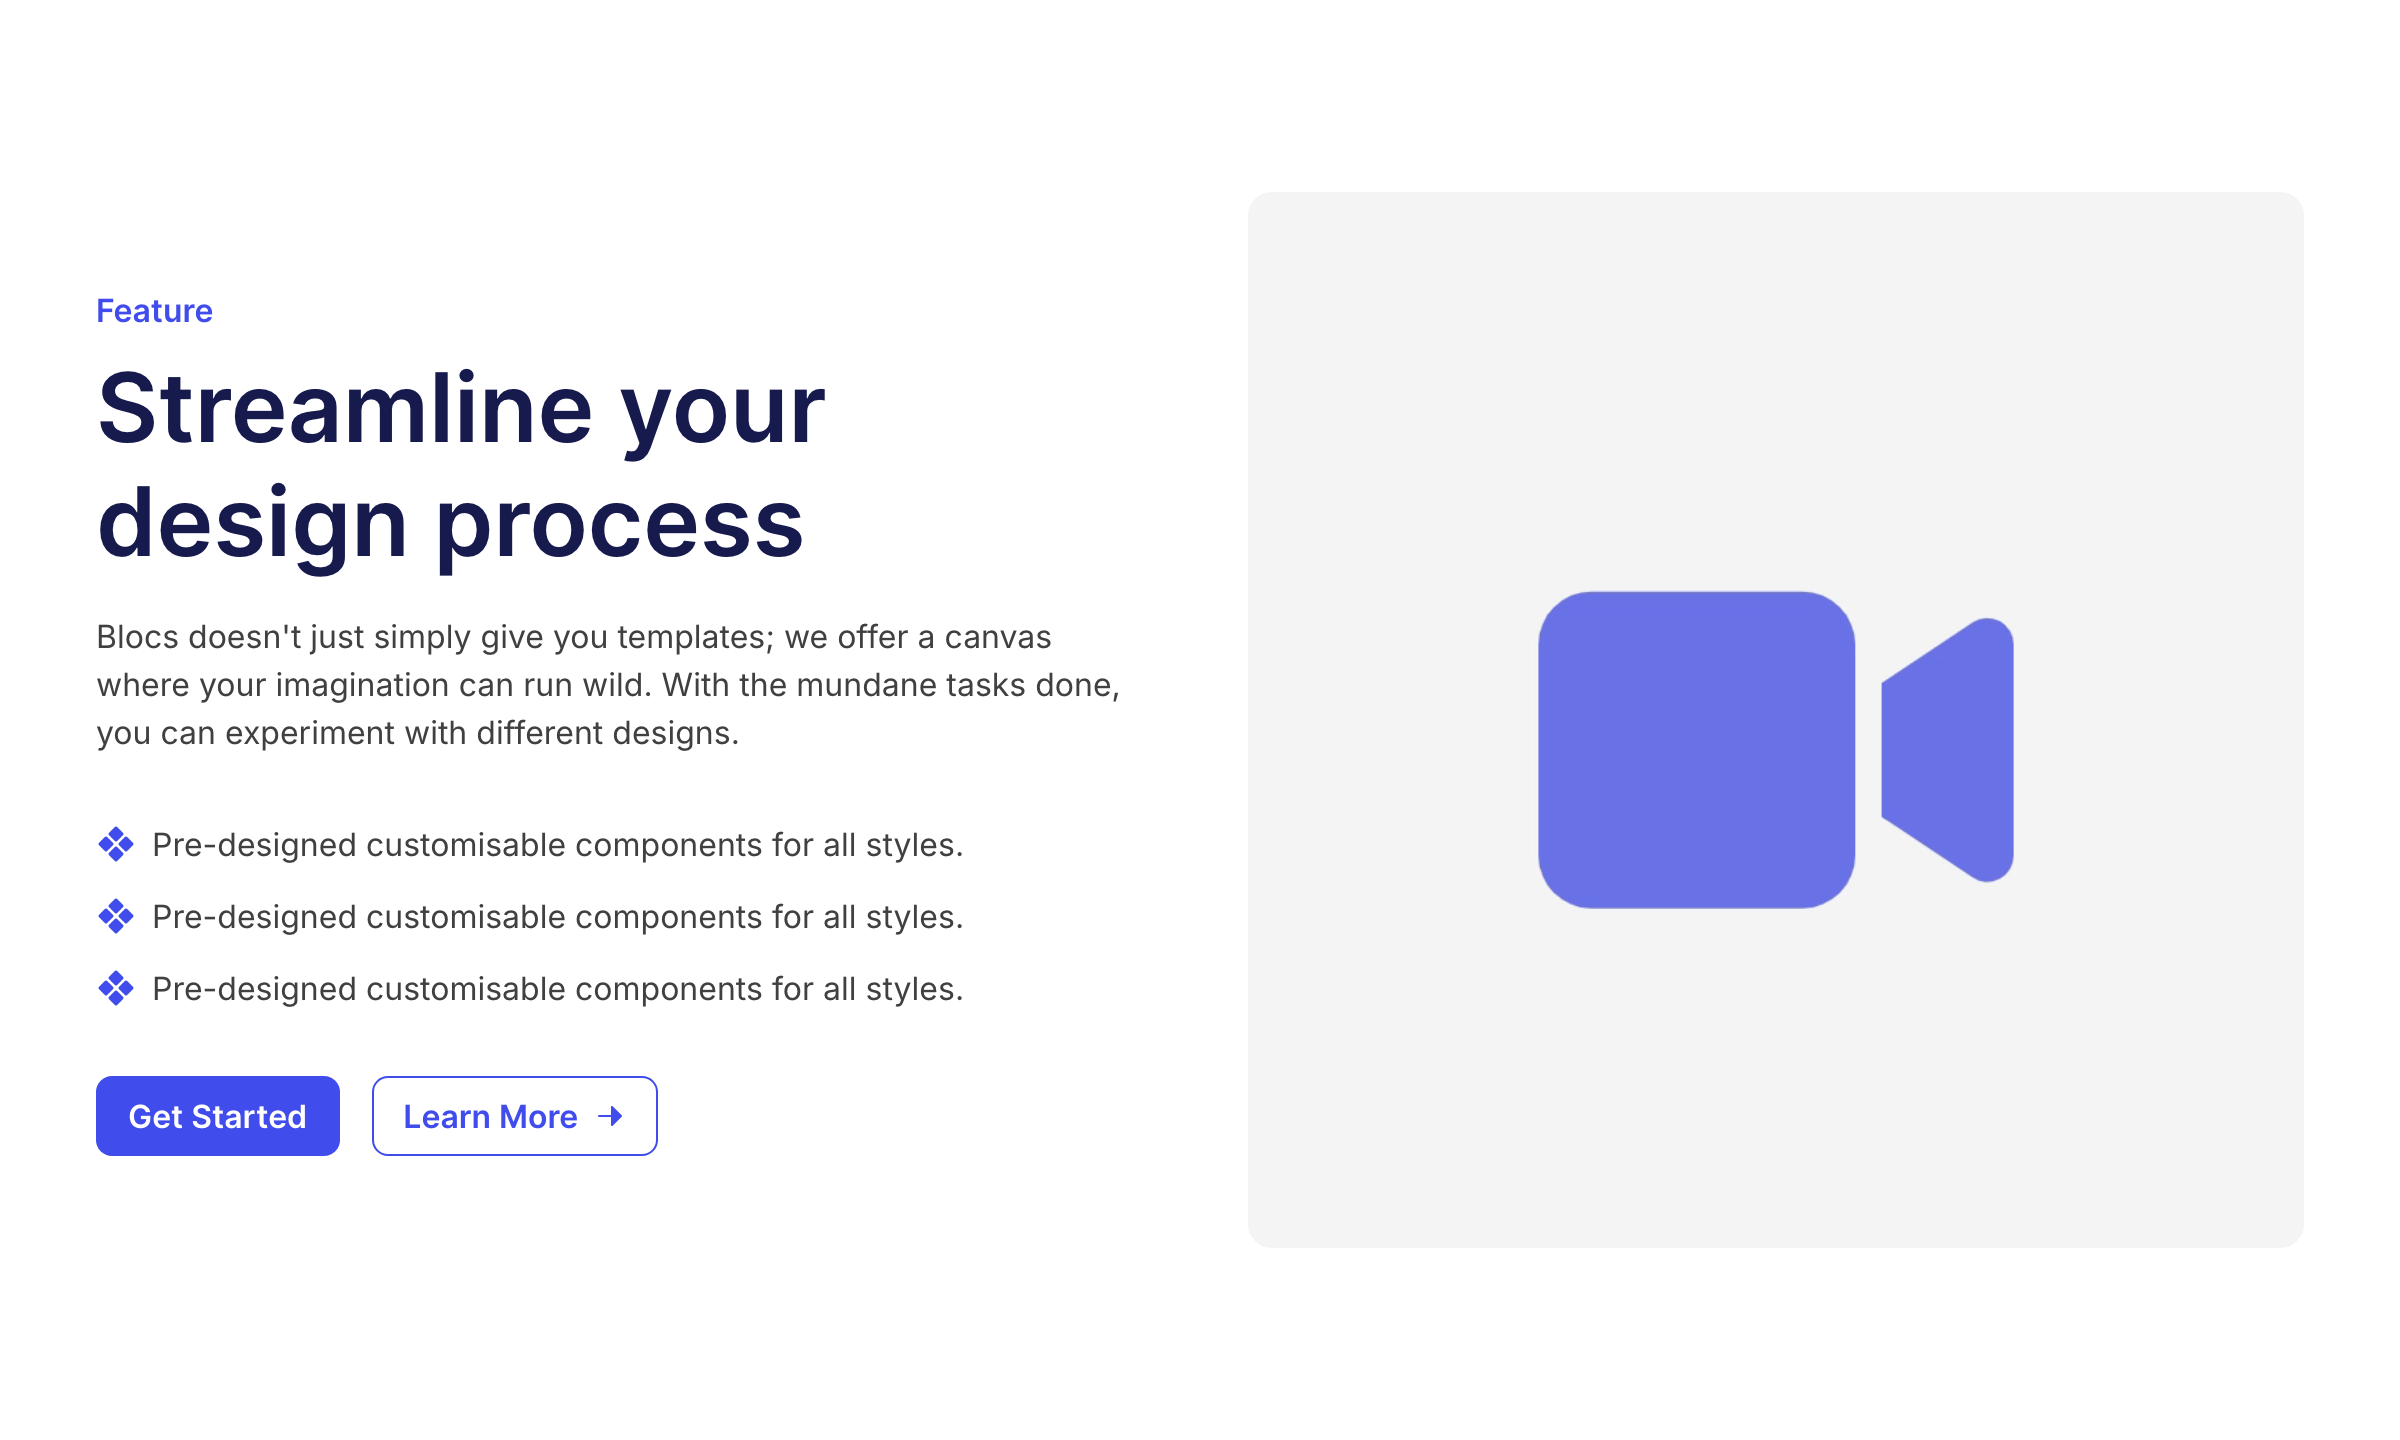 Feature
Streamline your
design process
Blocs doesn't just simply give you templates; we offer a canvas
where your imagination can run wild. With the mundane tasks done,
you can experiment with different designs.
Pre-designed customisable components for all styles.
Pre-designed customisable components for all styles.
Pre-designed customisable components for all styles.
Get Started
Learn More